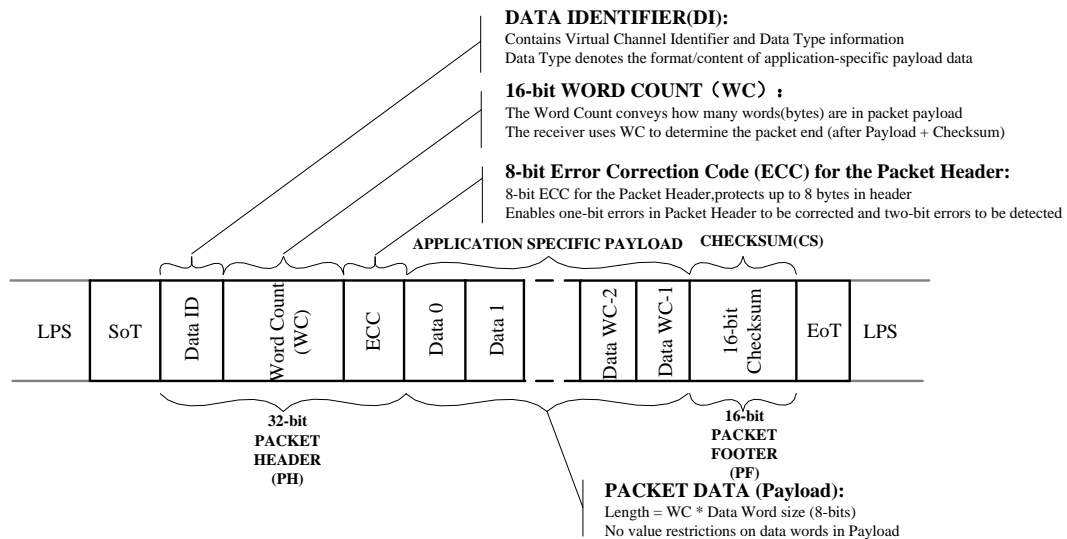 DATA IDENTIFIER(DI):
Contains Virtual Channel Identifier and Data Type information
Data Type denotes the format/content of application-specific payload data
16-bit WORD COUNT（WC）：
The Word Count conveys how many words(bytes) are in packet payload
The receiver uses WC to determine the packet end (after Payload + Checksum)
8-bit Error Correction Code (ECC) for the Packet Header:
8-bit ECC for the Packet Header,protects up to 8 bytes in header
Enables one-bit errors in Packet Header to be corrected and two-bit errors to be detected
APPLICATION SPECIFIC PAYLOAD
CHECKSUM(CS)
LPS
SoT
Data ID
Word Count
(WC)
ECC
Data 0
Data 1
Data WC-2
Data WC-1
16-bit
Checksum
EoT
LPS
32-bit
PACKET
HEADER
(PH)
16-bit
PACKET
FOOTER
(PF)
PACKET DATA (Payload):
Length = WC * Data Word size (8-bits)
No value restrictions on data words in Payload